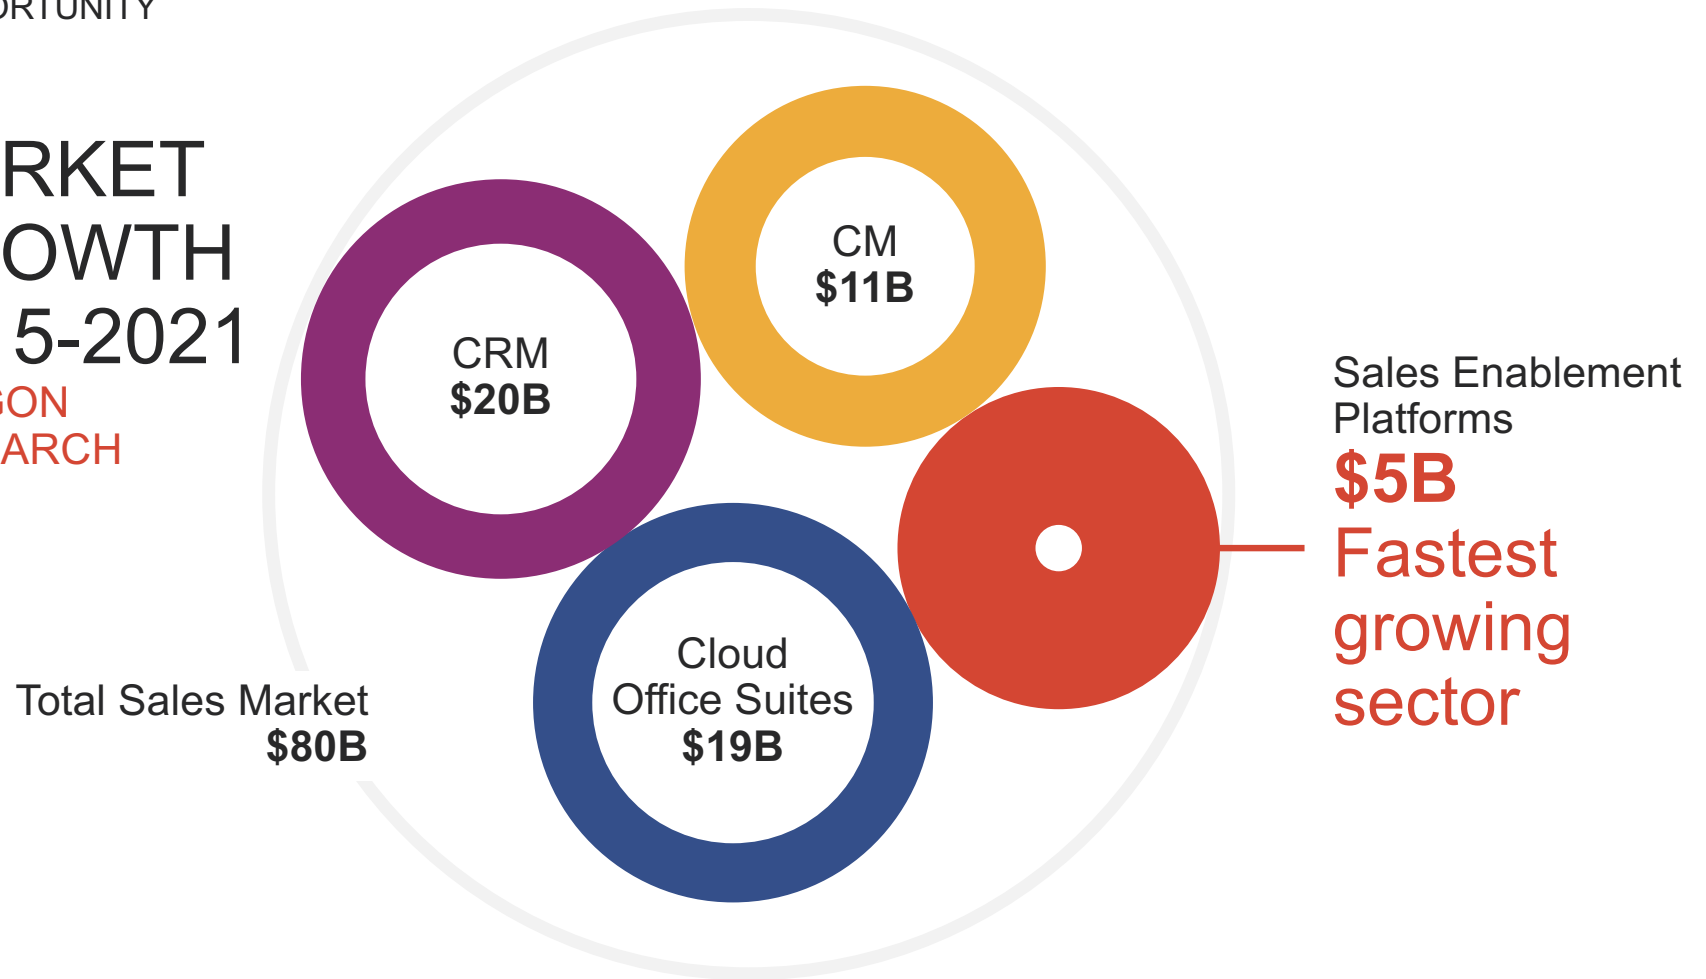 ORTUNITY
RKET
OWTH
5-2021
GON
ARCH
CM
$11B
CRM
$20B
Sales Enablement
Platforms
$5B
Fastest
growing
sector
Cloud
Office Suites
$19B
Total Sales Market
$80B